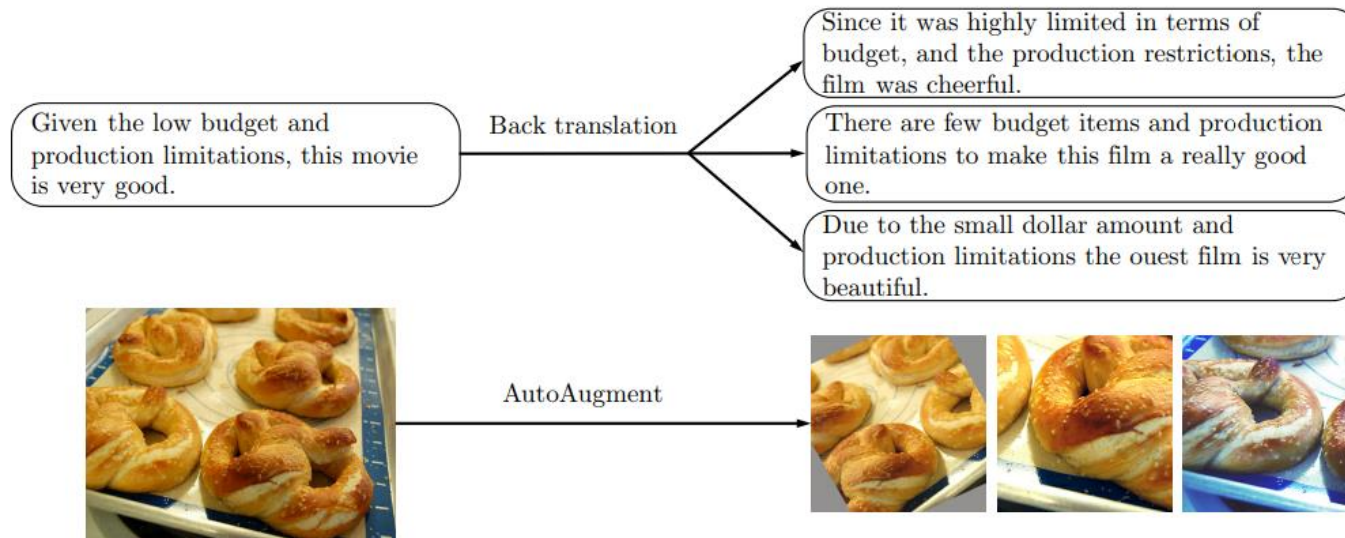 Given the low budget and
production limitations, this movie
is very good.
Back translation
Since it was highly limited in terms of
budget, and the production restrictions, the
film was cheerful.
There are few budget items and production
limitations to make this film a really good
one.
Due to the small dollar amount and
production limitations the ouest film is very
beautiful.
AutoAugment